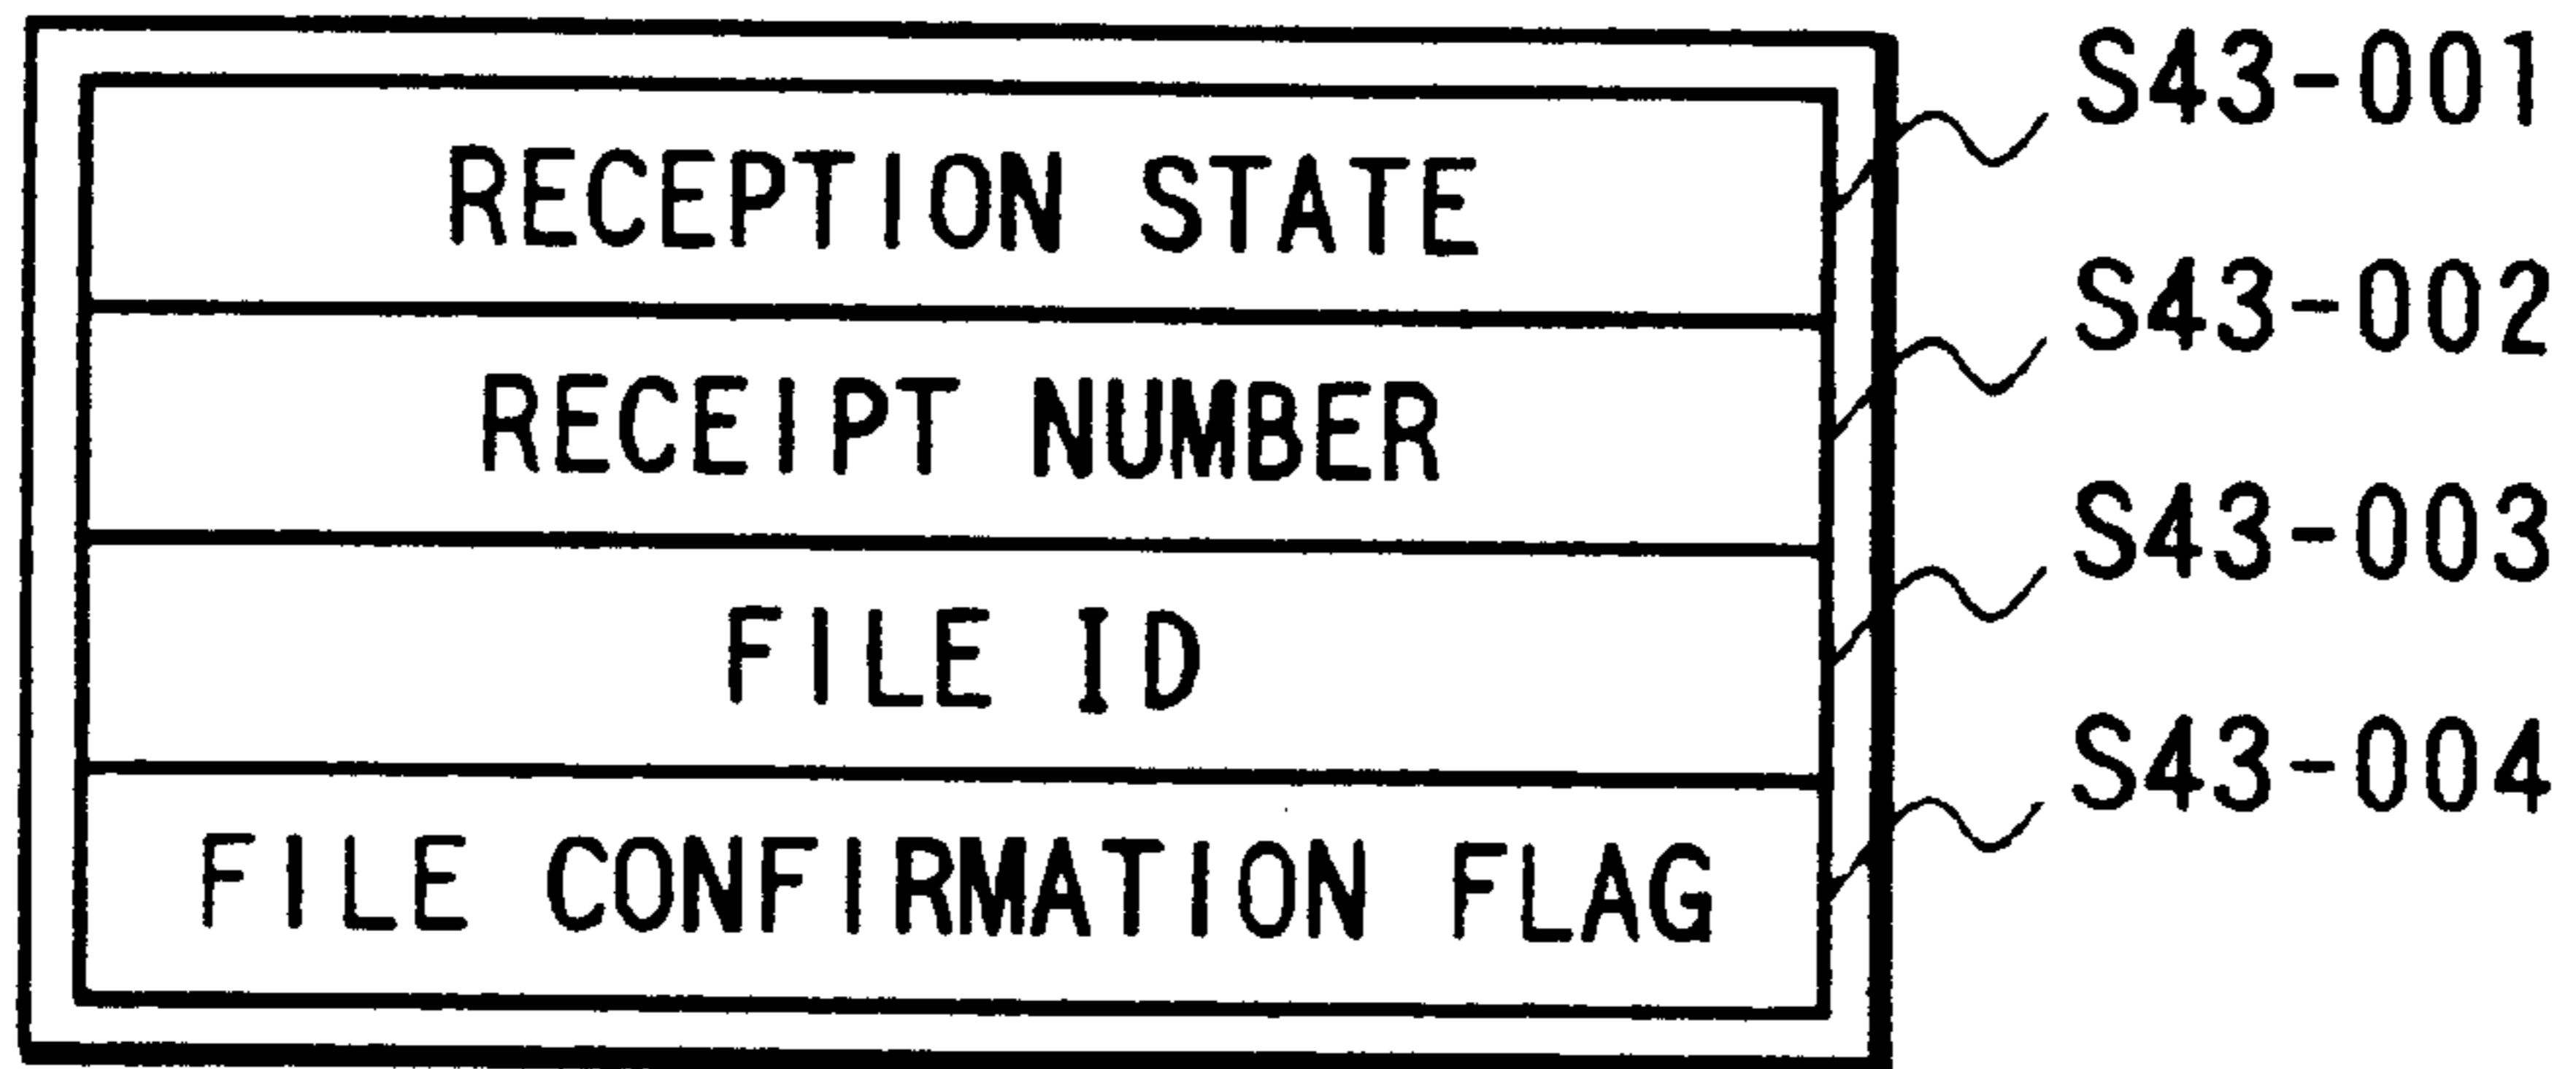 RECEPTION STATE S43-001
RECEIPT NUMBER S43-002
FILE ID S43-003
FILE CONFIRMATION FLAG S43-004